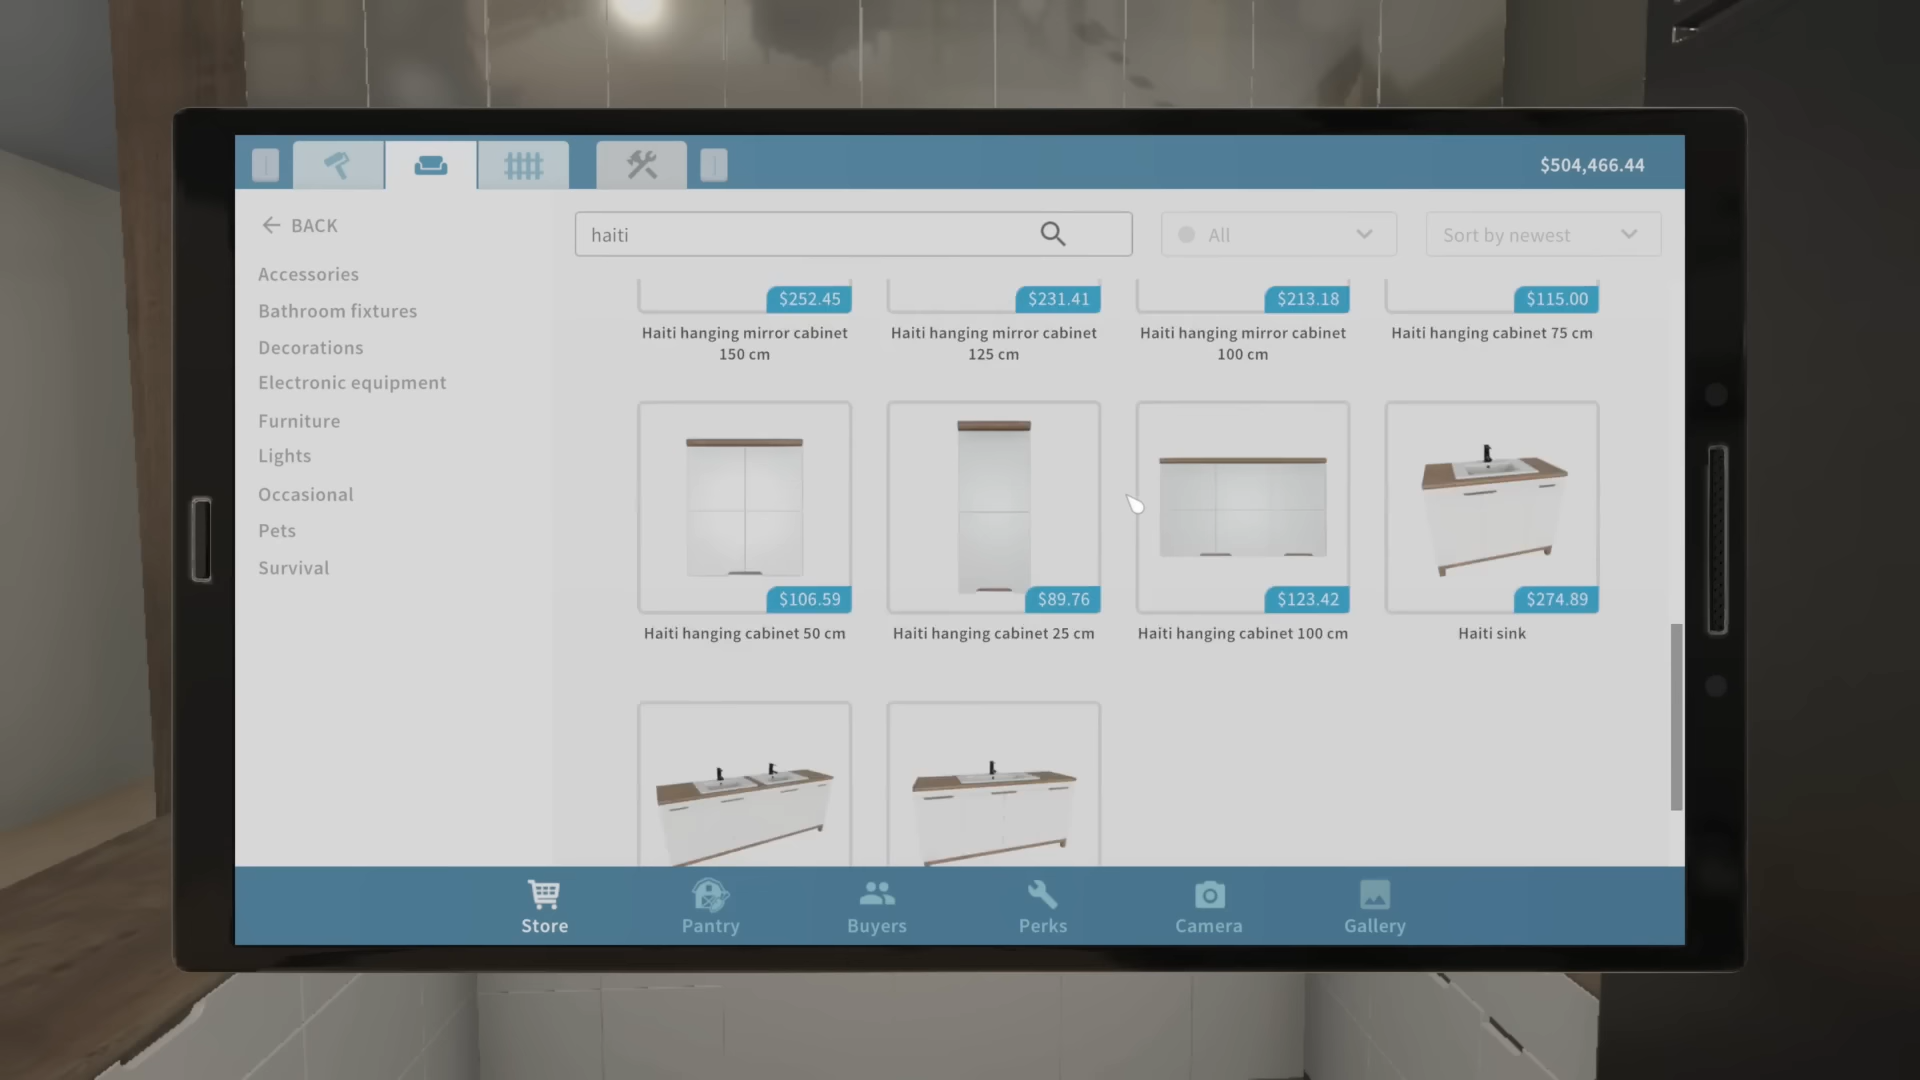 $504,466.44
BACK
haiti
All
Sort by newest
Accessories
Bathroom fixtures
Decorations
Electronic equipment
Furniture
Lights
Occasional
Pets
Survival
$252.45
$231.41
$213.18
$115.00
Haiti hanging mirror cabinet
150 cm
Haiti hanging mirror cabinet
125 cm
Haiti hanging mirror cabinet
100 cm
Haiti hanging cabinet 75 cm
$106.59
$89.76
$123.42
$274.89
Haiti hanging cabinet 50 cm
Haiti hanging cabinet 25 cm
Haiti hanging cabinet 100 cm
Haiti sink
Store
Pantry
Buyers
Perks
Camera
Gallery